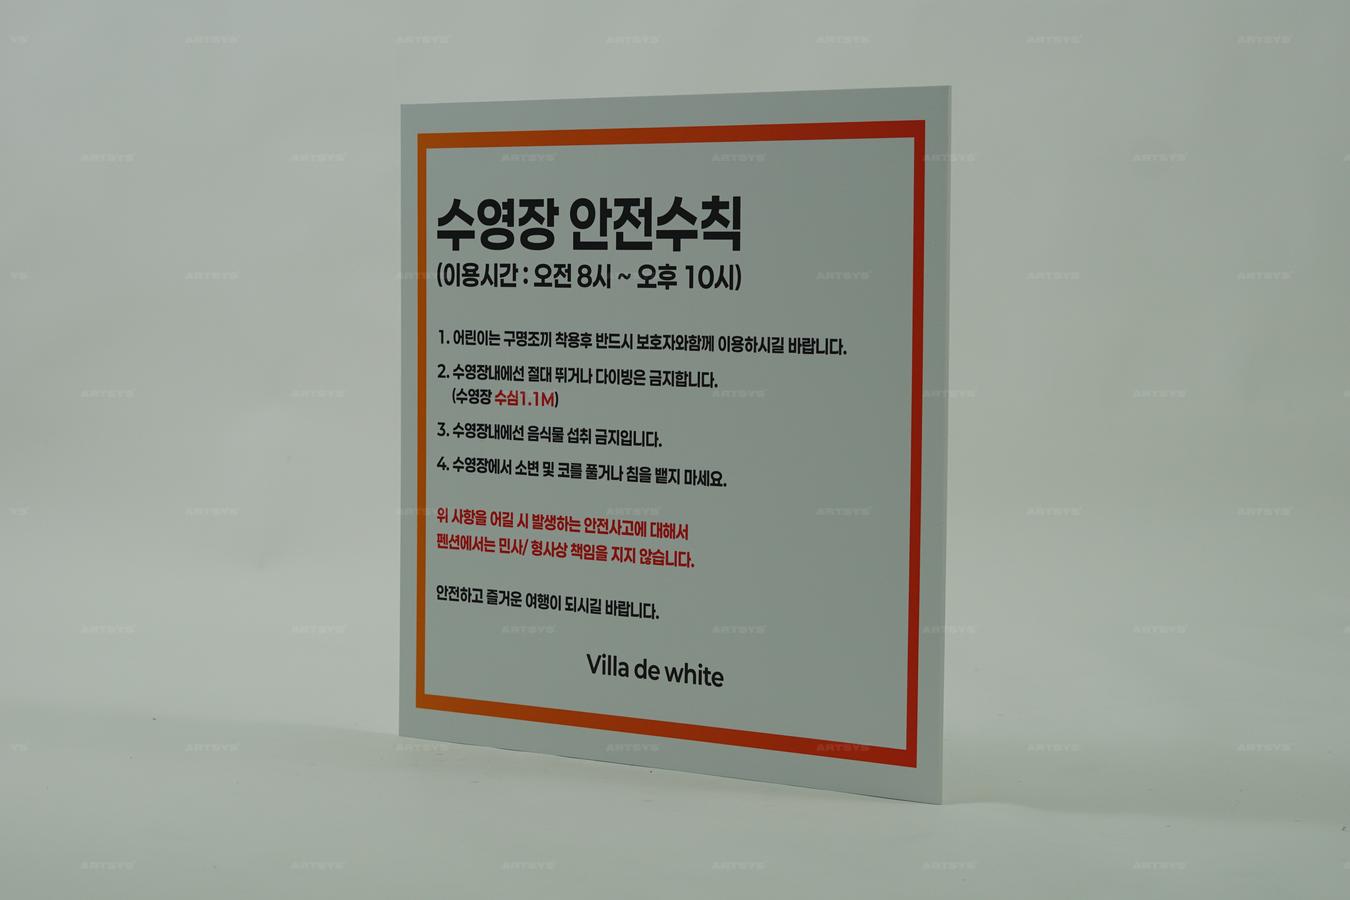 수영장 안전수칙
(이용시간 : 오전 8시 ~ 오후 10시)
1. 어린이는 구명조끼 착용후 반드시 보호자와함께 이용하시길 바랍니다.
2. 수영장내에선 절대 뛰거나 다이빙은 금지합니다.
(수영장 수심1.1M)
3. 수영장내에선 음식물 섭취 금지입니다.
4. 수영장에서 소변 및 코를 풀거나 침을 뱉지 마세요.
위 사항을 어길 시 발생하는 안전사고에 대해서
펜션에서는 민사/ 형사상 책임을 지지 않습니다.
안전하고 즐거운 여행이 되시길 바랍니다.
Villa de white
ARTSYS